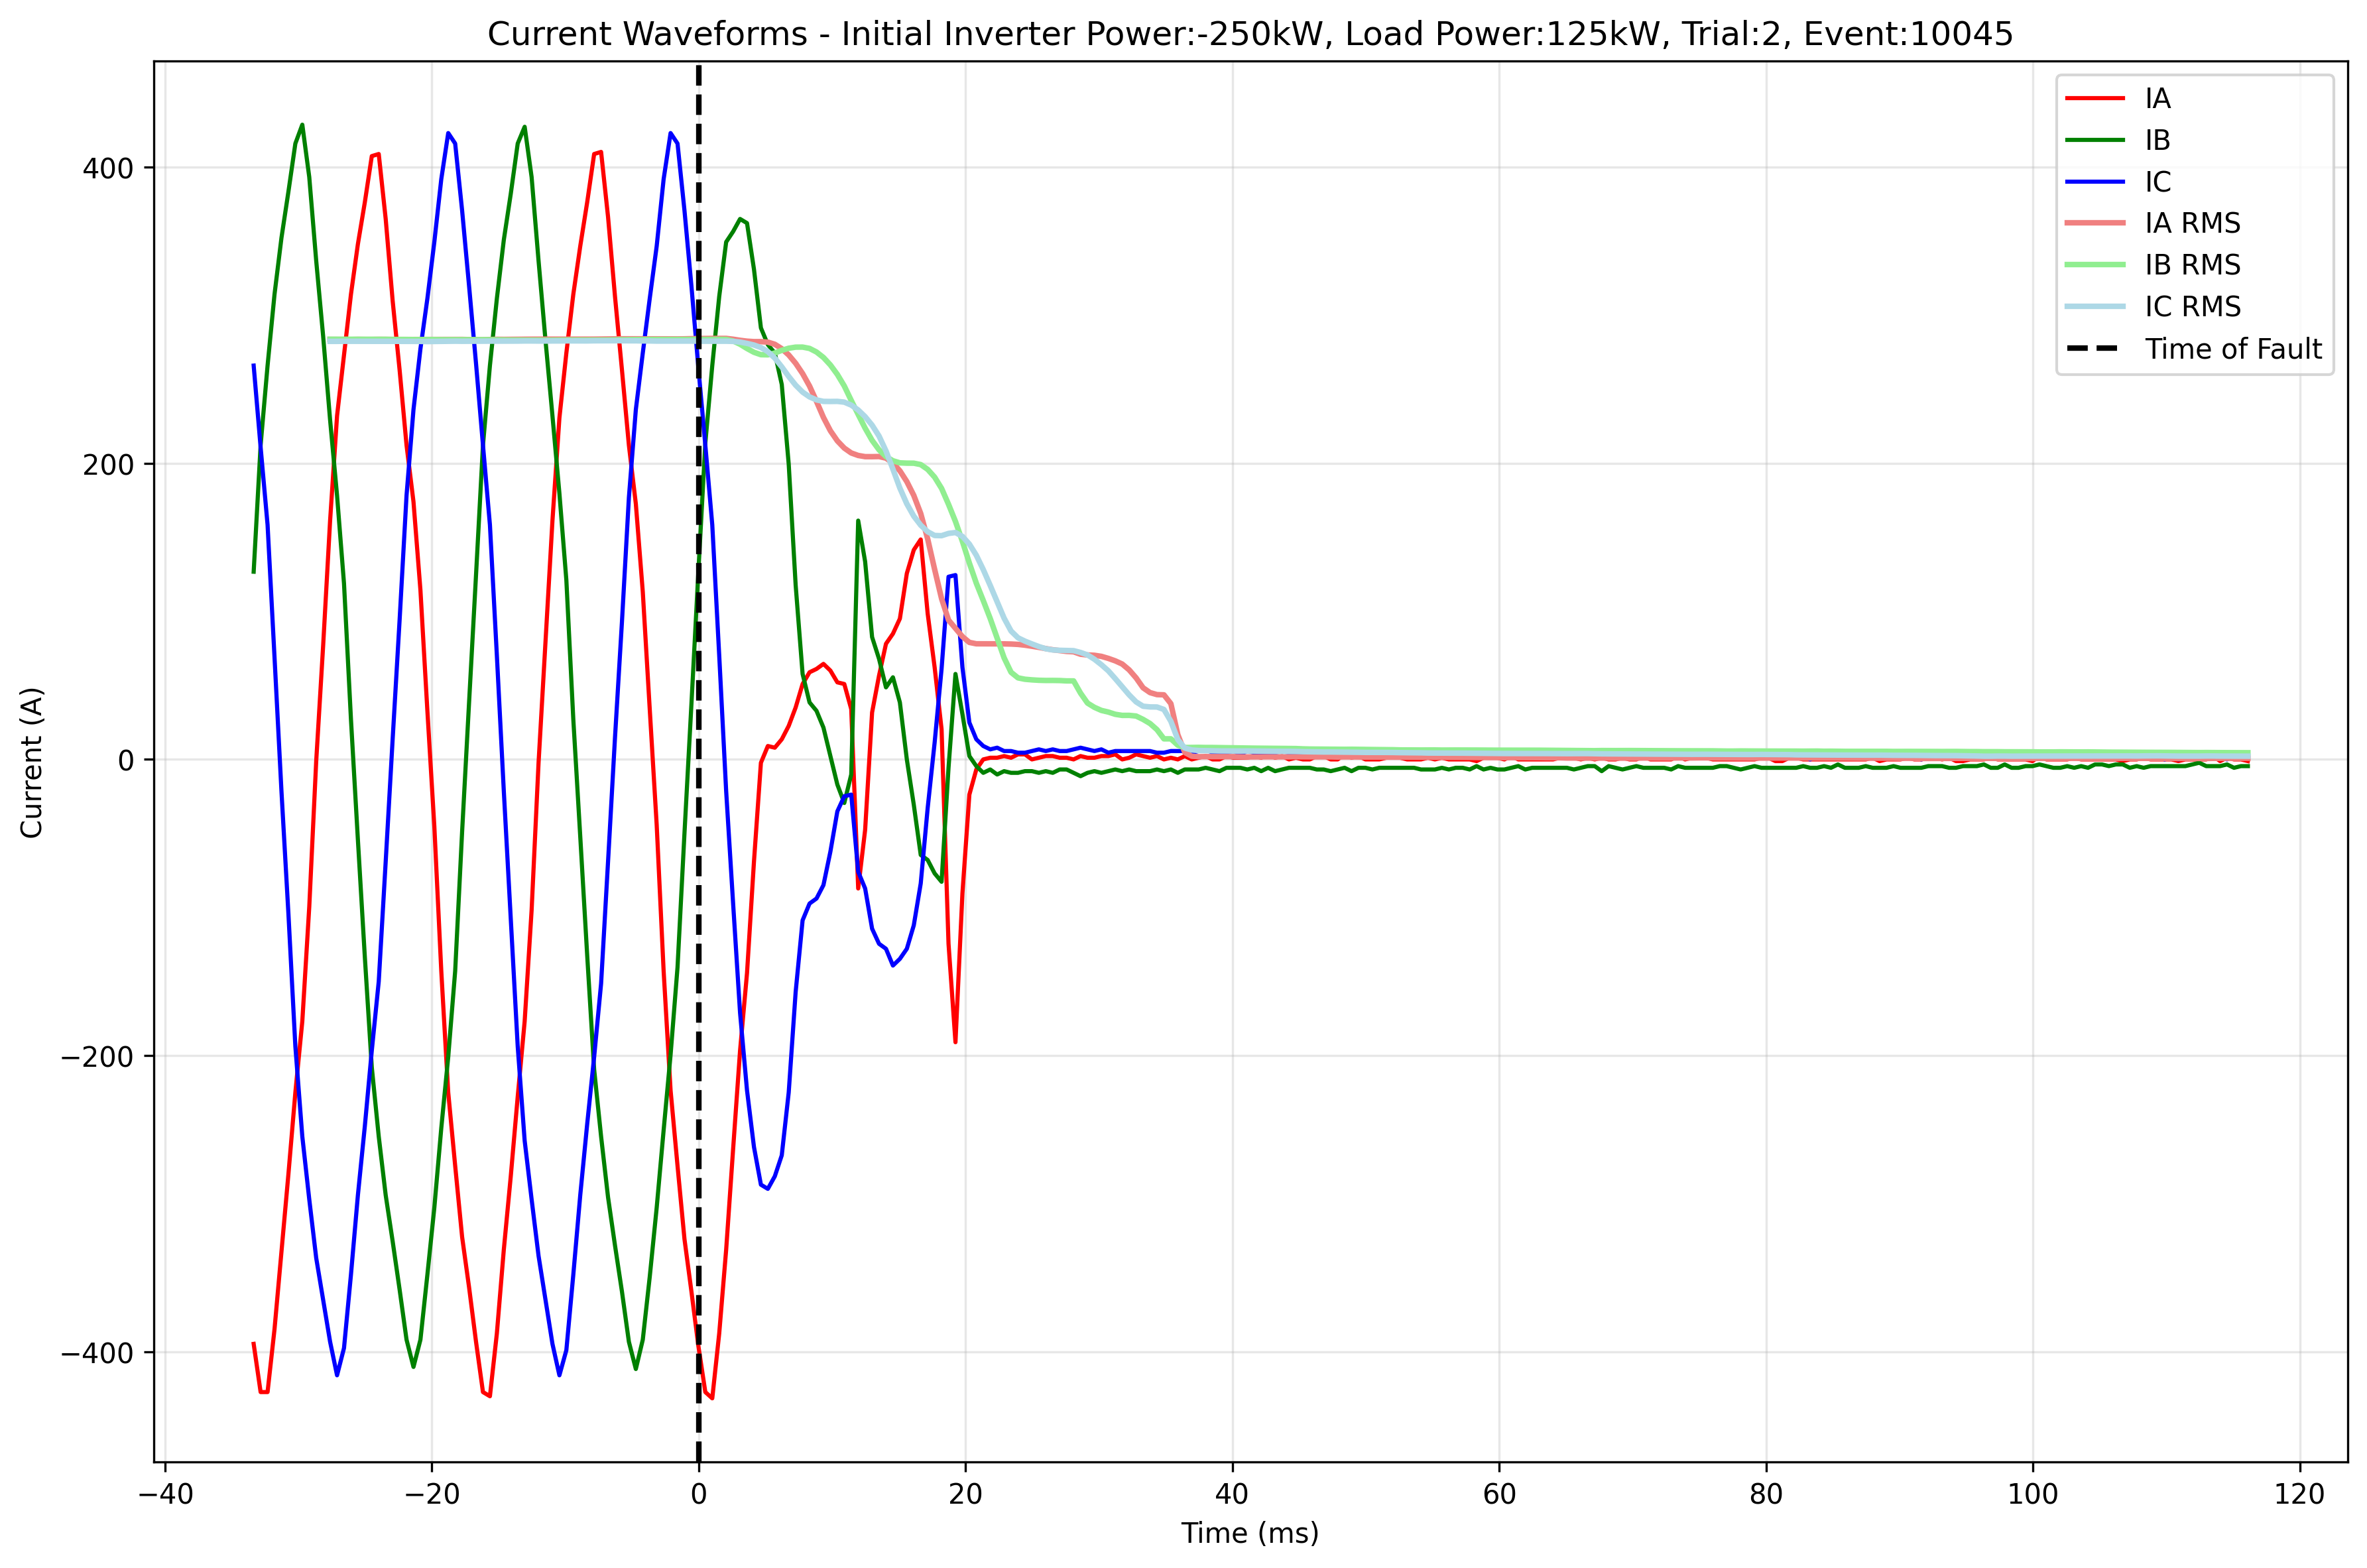 Current Waveforms - Initial Inverter Power:-250kW, Load Power:125kW, Trial:2, Event:10045
IA
IB
IC
IA RMS
IB RMS
IC RMS
Time of Fault
400
200
0
−200
−400
Current (A)
−40
−20
0
20
40
60
80
100
120
Time (ms)